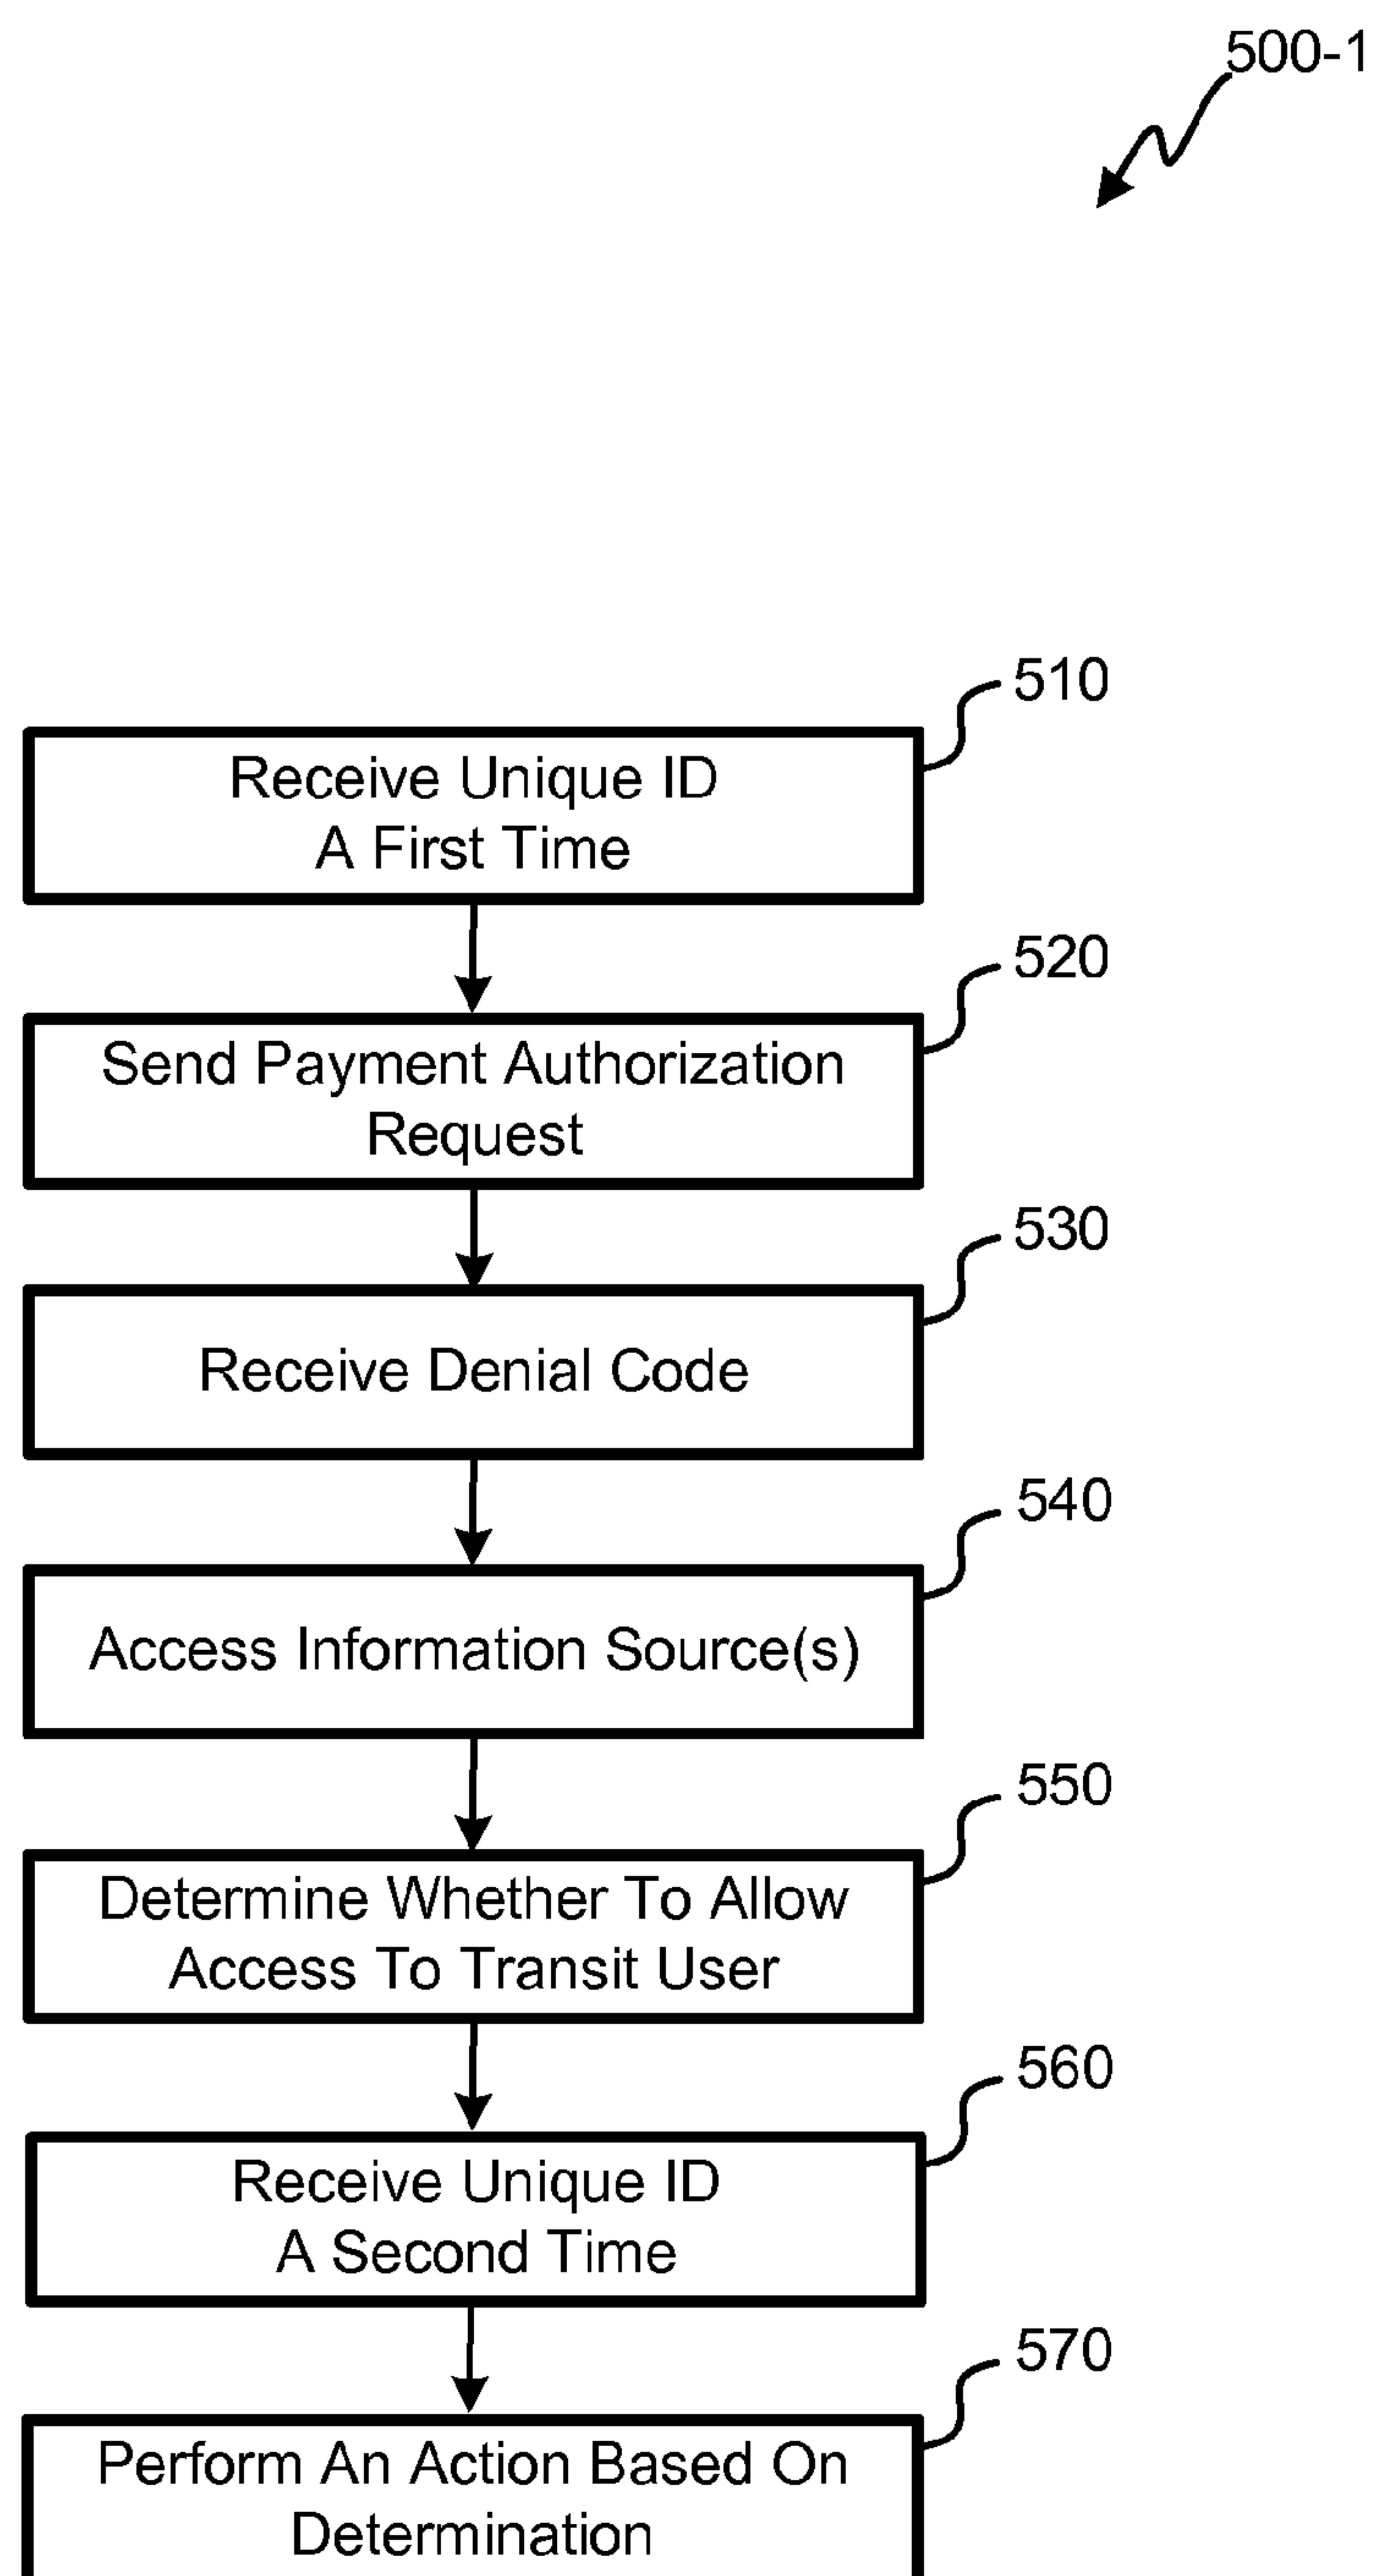 500-1
510
Receive Unique ID
A First Time
520
Send Payment Authorization
Request
530
Receive Denial Code
540
Access Information Source(s)
550
Determine Whether To Allow
Access To Transit User
560
Receive Unique ID
A Second Time
570
Perform An Action Based On
Determination